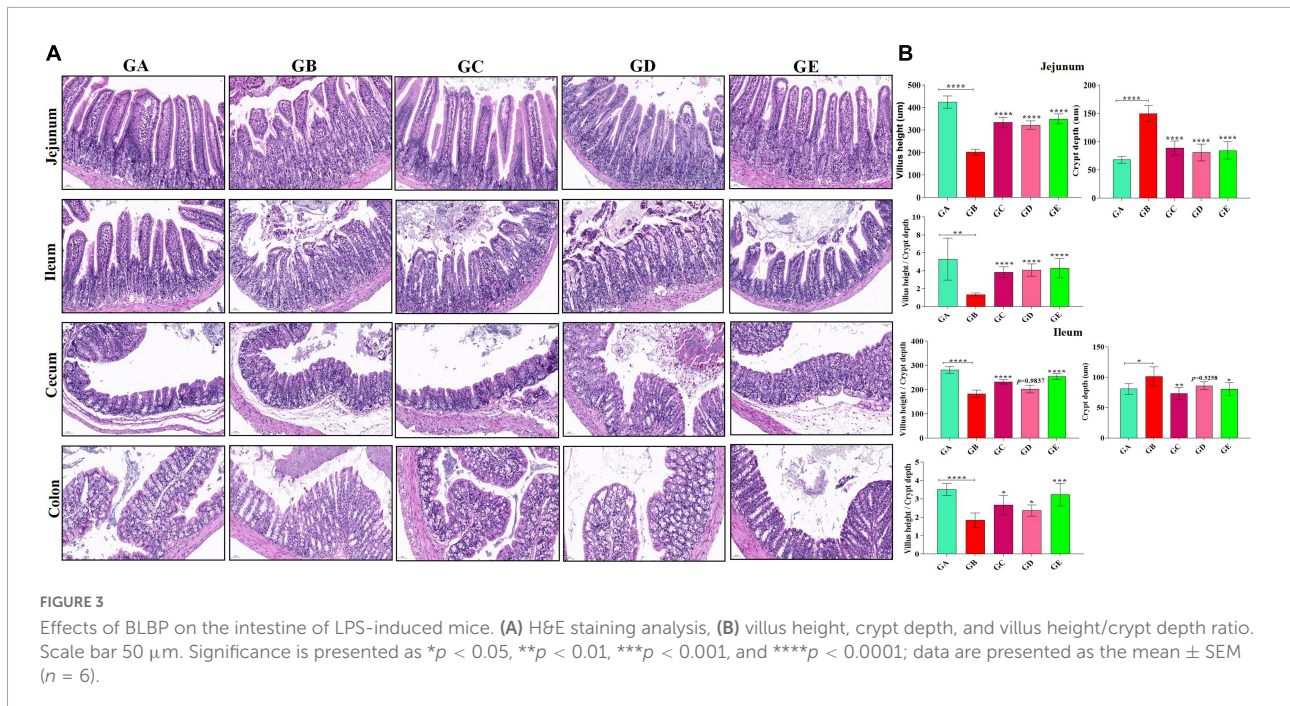 A
GA GB GC GD GE
Jejunum
Ileum
Cecum
Colon
B
Jejunum
Villus height (um)
500
400
300
200
100
0
****
**** **** ****
GA GB GC GD GE
Crypt depth (um)
200
150
100
50
0
****
**** **** ****
GA GB GC GD GE
Villus height / Crypt depth
10
8
6
4
2
0
**
**** **** ****
GA GB GC GD GE
Ileum
Villus height / Crypt depth
400
300
200
100
0
****
**** p=0.9837 ****
GA GB GC GD GE
Crypt depth (um)
150
100
50
0
*
** p=0.5258 *
GA GB GC GD GE
Villus height / Crypt depth
5
4
3
2
1
0
****
* * ***
GA GB GC GD GE
FIGURE 3
Effects of BLBP on the intestine of LPS-induced mice. (A) H&E staining analysis, (B) villus height, crypt depth, and villus height/crypt depth ratio.
Scale bar 50 μm. Significance is presented as *p < 0.05, **p < 0.01, ***p < 0.001, and ****p < 0.0001; data are presented as the mean ± SEM
(n = 6).